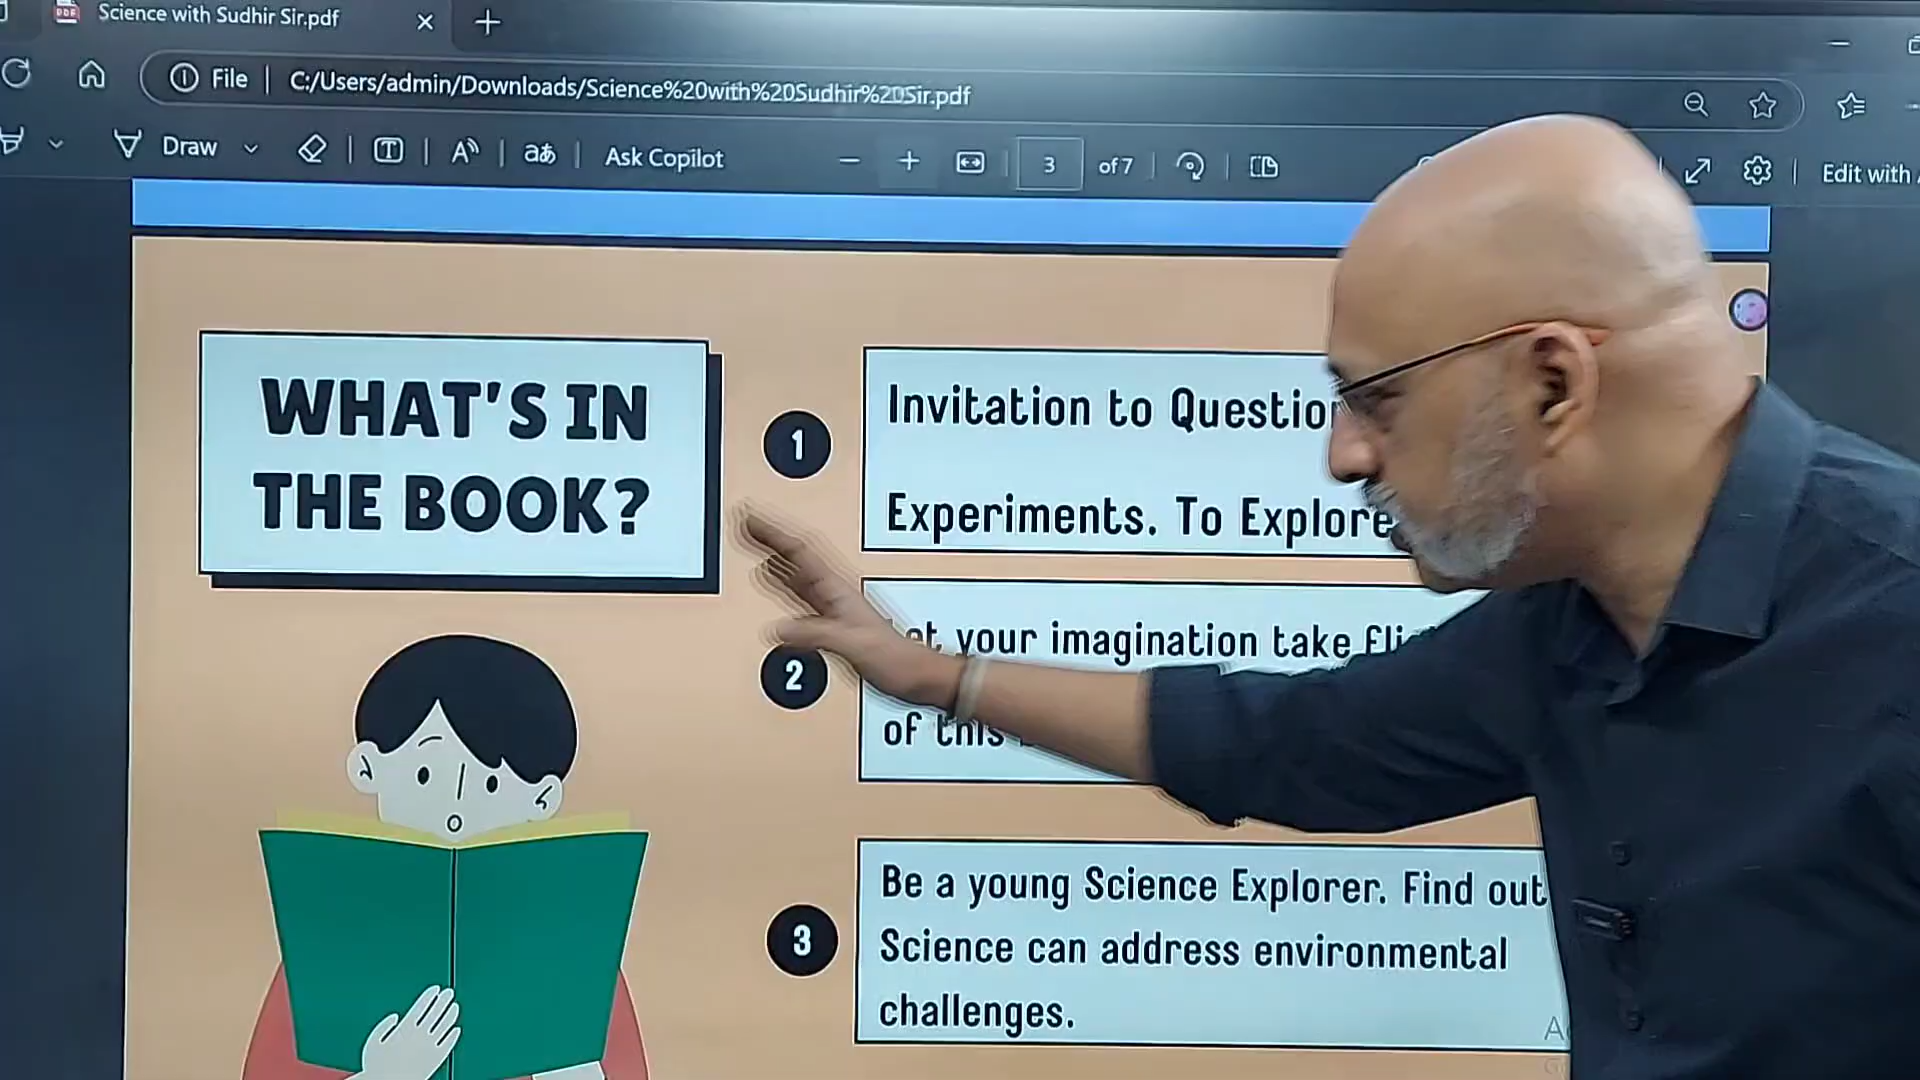 Science with Sudhir Sir.pdf
File | C:/Users/admin/Downloads/Science%20with%20Sudhir%20Sir.pdf
Draw
Ask Copilot
3 of 7
Edit with
WHAT'S IN
THE BOOK?
1
Invitation to
Experiments. To Explore
2
your imagination take
of this
3
Be a young Science Explorer. Find out
Science can address environmental
challenges.